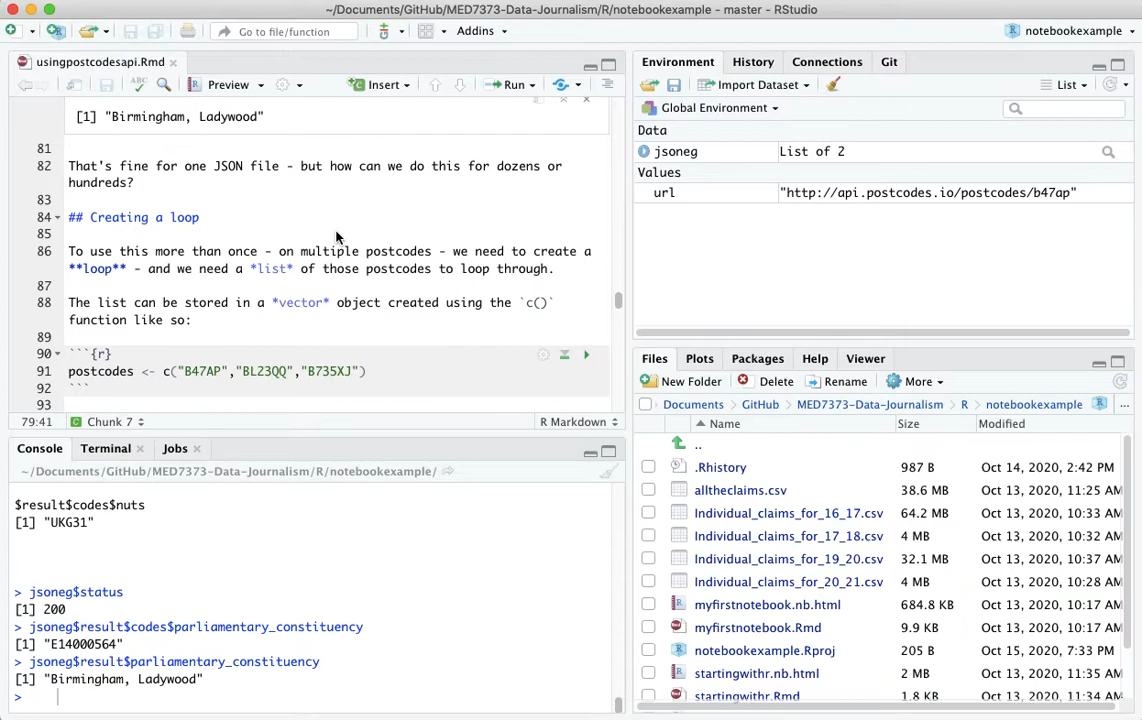 ~/Documents/GitHub/MED7373-Data-Journalism/R/notebookexample - master - RStudio
Go to file/function
Addins
notebookexample
usingpostcodesapi.Rmd
ABC
Preview
Insert
Run
[1] "Birmingham, Ladywood"
81
82 That's fine for one JSON file - but how can we do this for dozens or
hundreds?
83
84 ## Creating a loop
85
86 To use this more than once - on multiple postcodes - we need to create a
**loop** - and we need a *list* of those postcodes to loop through.
87
88 The list can be stored in a *vector* object created using the `c()`
function like so:
89
90 ```{r}
91 postcodes <- c("B47AP","BL23QQ","B735XJ")
92 ```
93
79:41 Chunk 7 R Markdown
Console Terminal Jobs
~/Documents/GitHub/MED7373-Data-Journalism/R/notebookexample/
$result$codes$nuts
[1] "UKG31"
> jsoneg$status
[1] 200
> jsoneg$result$codes$parliamentary_constituency
[1] "E14000564"
> jsoneg$result$parliamentary_constituency
[1] "Birmingham, Ladywood"
>
Environment History Connections Git
Import Dataset List
Global Environment
Data
jsoneg List of 2
Values
url "http://api.postcodes.io/postcodes/b47ap"
Files Plots Packages Help Viewer
New Folder Delete Rename More
Documents GitHub MED7373-Data-Journalism R notebookexample ...
Name Size Modified
..
.Rhistory 987 B Oct 14, 2020, 2:42 PM
alltheclaims.csv 38.6 MB Oct 13, 2020, 11:25 AM
Individual_claims_for_16_17.csv 64.2 MB Oct 13, 2020, 10:33 AM
Individual_claims_for_17_18.csv 4 MB Oct 13, 2020, 10:32 AM
Individual_claims_for_19_20.csv 32.1 MB Oct 13, 2020, 10:37 AM
Individual_claims_for_20_21.csv 4 MB Oct 13, 2020, 10:28 AM
myfirstnotebook.nb.html 684.8 KB Oct 13, 2020, 10:17 AM
myfirstnotebook.Rmd 9.9 KB Oct 13, 2020, 10:17 AM
notebookexample.Rproj 205 B Oct 15, 2020, 7:33 PM
startingwithr.nb.html 2 MB Oct 13, 2020, 11:35 AM
startingwithr.Rmd 1.8 KB Oct 13, 2020, 11:34 AM